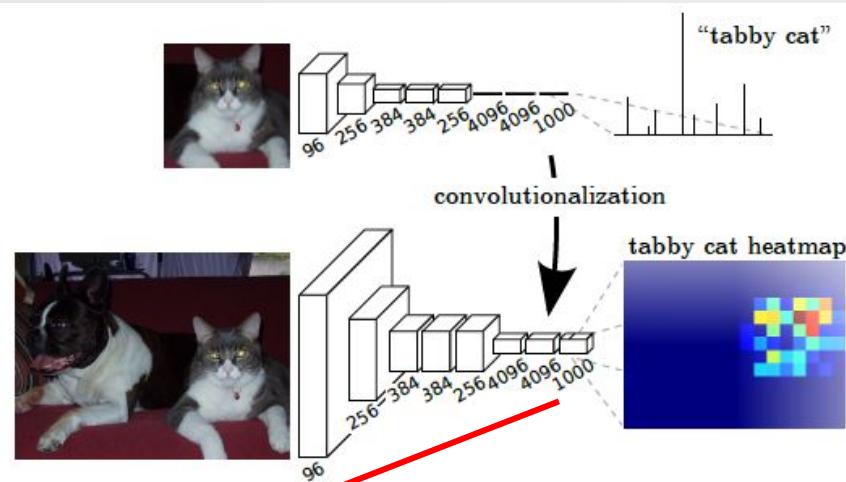 “tabby cat”
96 256 384 384 256 4096 4096 1000
convolutionalization
tabby cat heatmap
96 256 384 384 256 4096 4096 1000